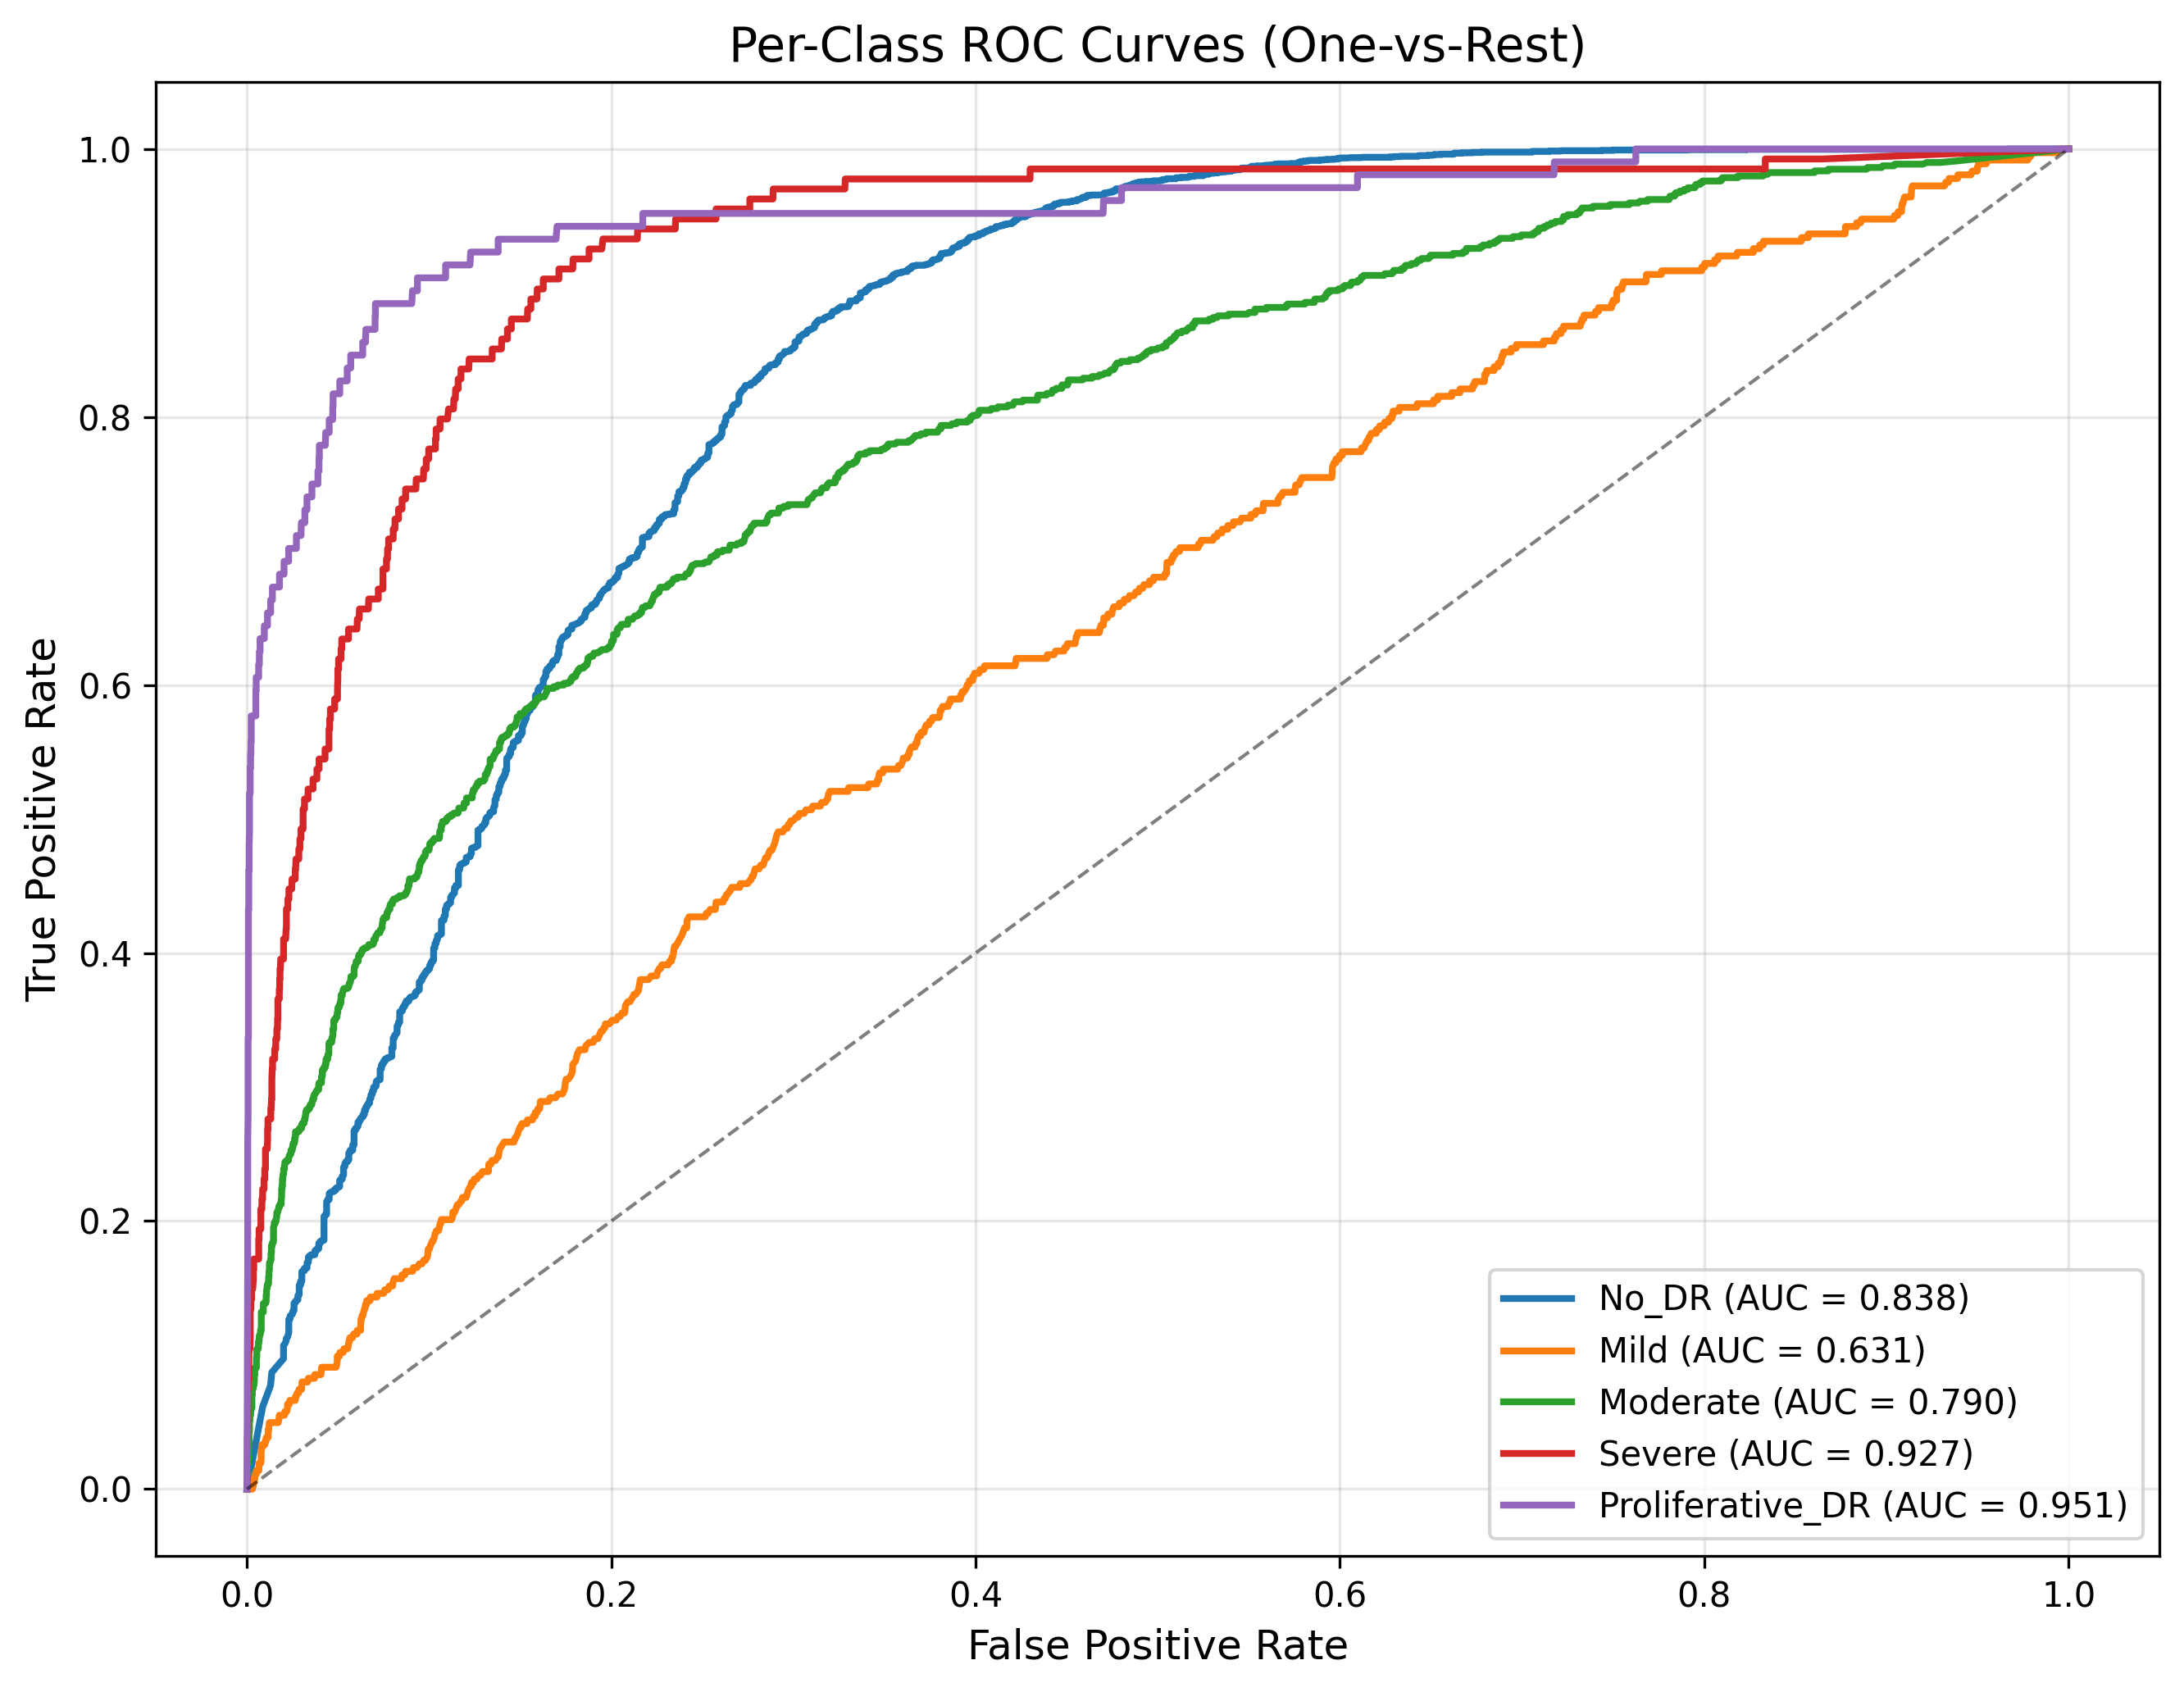 Per-Class ROC Curves (One-vs-Rest)
True Positive Rate
1.0
0.8
0.6
0.4
0.2
0.0
No_DR (AUC = 0.838)
Mild (AUC = 0.631)
Moderate (AUC = 0.790)
Severe (AUC = 0.927)
Proliferative_DR (AUC = 0.951)
0.0 0.2 0.4 0.6 0.8 1.0
False Positive Rate